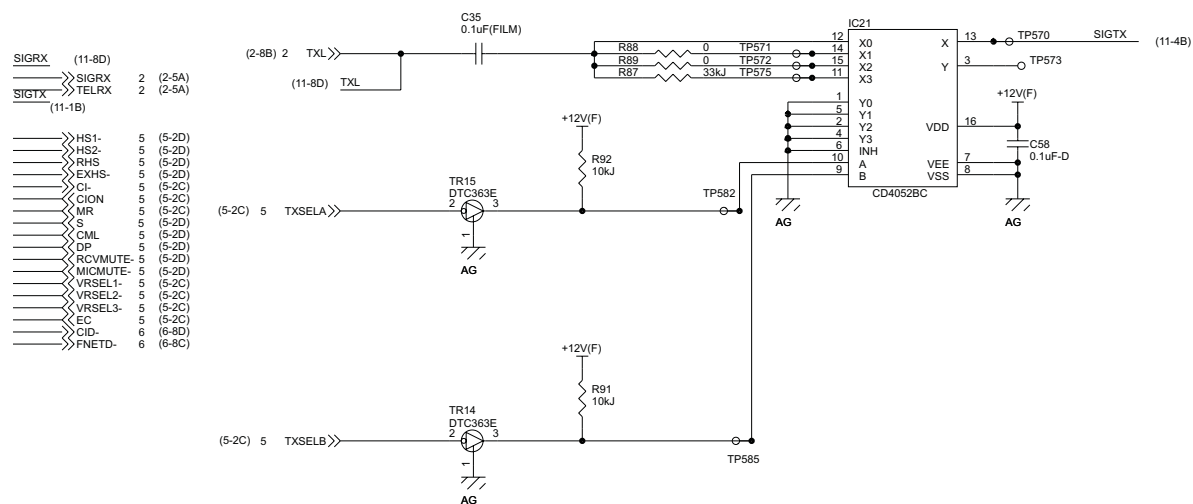 SIGRX (11-8D)
SIGRX 2 (2-5A)
TELRX 2 (2-5A)
SIGTX
(11-1B)
HS1- 5 (5-2D)
HS2- 5 (5-2D)
RHS 5 (5-2D)
EXHS- 5 (5-2D)
CI- 5 (5-2C)
CION 5 (5-2C)
MR 5 (5-2C)
S 5 (5-2D)
CML 5 (5-2D)
DP 5 (5-2D)
RCVMUTE- 5 (5-2D)
MICMUTE- 5 (5-2D)
VRSEL1- 5 (5-2C)
VRSEL2- 5 (5-2C)
VRSEL3- 5 (5-2C)
EC 5 (5-2C)
CID- 6 (6-8D)
FNETD- 6 (6-8C)
(2-8B) 2 TXL
(11-8D) TXL
C35
0.1uF(FILM)
R88 0 TP571
R89 0 TP572
R87 33kJ TP575
IC21
12 X0 X 13 TP570 SIGTX (11-4B)
14 X1
15 X2 Y 3 TP573
11 X3
1 Y0
5 Y1
2 Y2 VDD 16
4 Y3
6 INH
10 A VEE 7
9 B VSS 8
CD4052BC
+12V(F)
C58
0.1uF-D
AG
AG
+12V(F)
R92
10kJ
TR15
DTC363E
(5-2C) 5 TXSELA 2 3 TP582
1
AG
+12V(F)
R91
10kJ
TR14
DTC363E
(5-2C) 5 TXSELB 2 3 TP585
1
AG